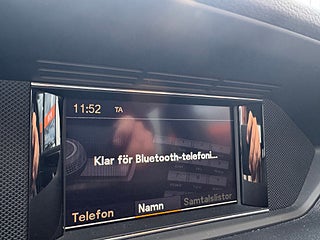 11:52 TA
Klar för Bluetooth-telefoni...
Telefon Namn Samtalslistor